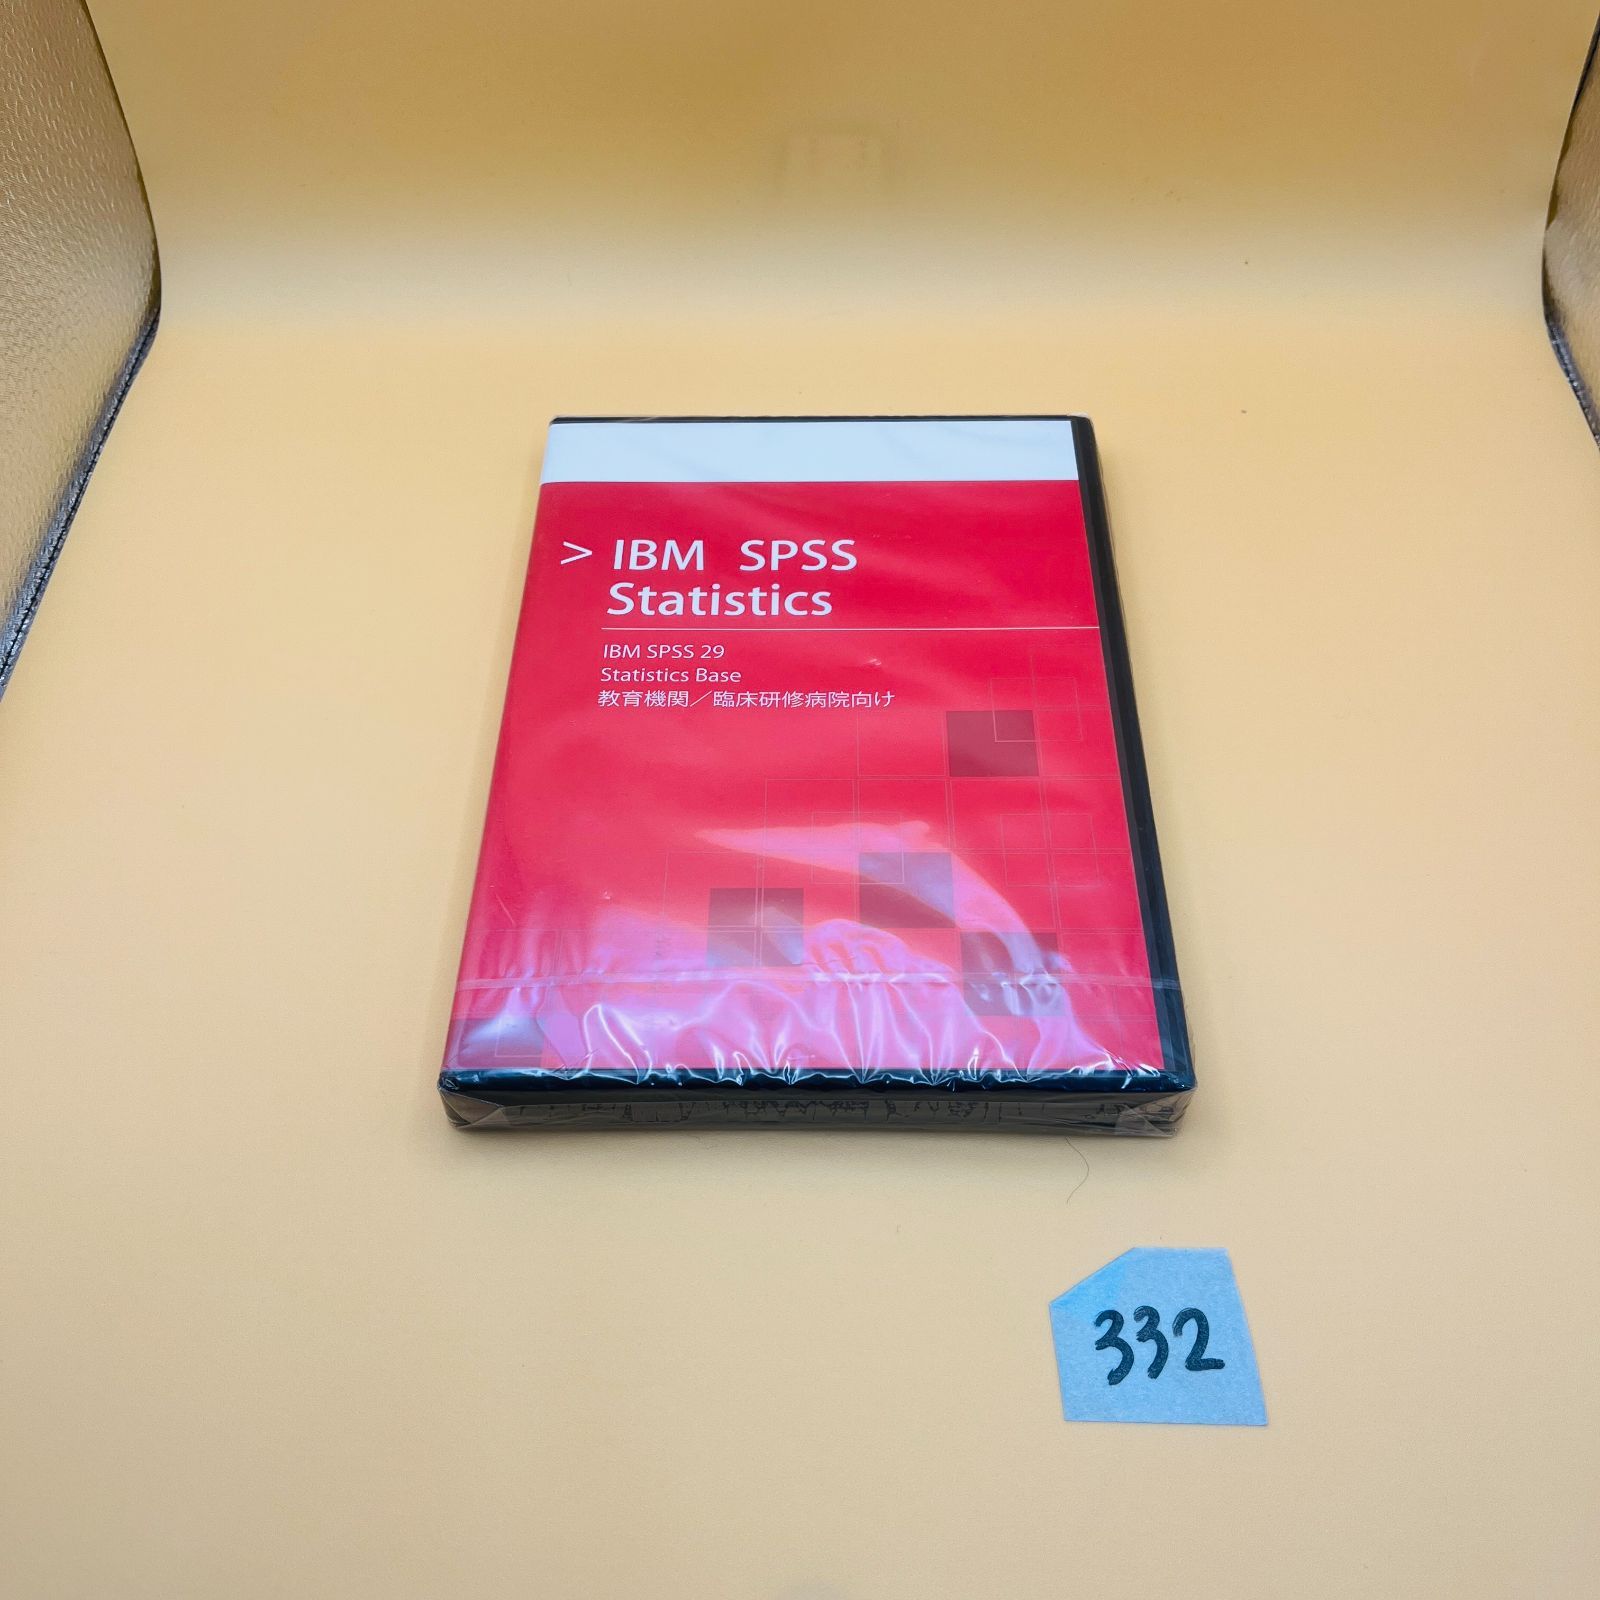 > IBM SPSS
Statistics
IBM SPSS 29
Statistics Base
教育機関／臨床研修病院向け
332